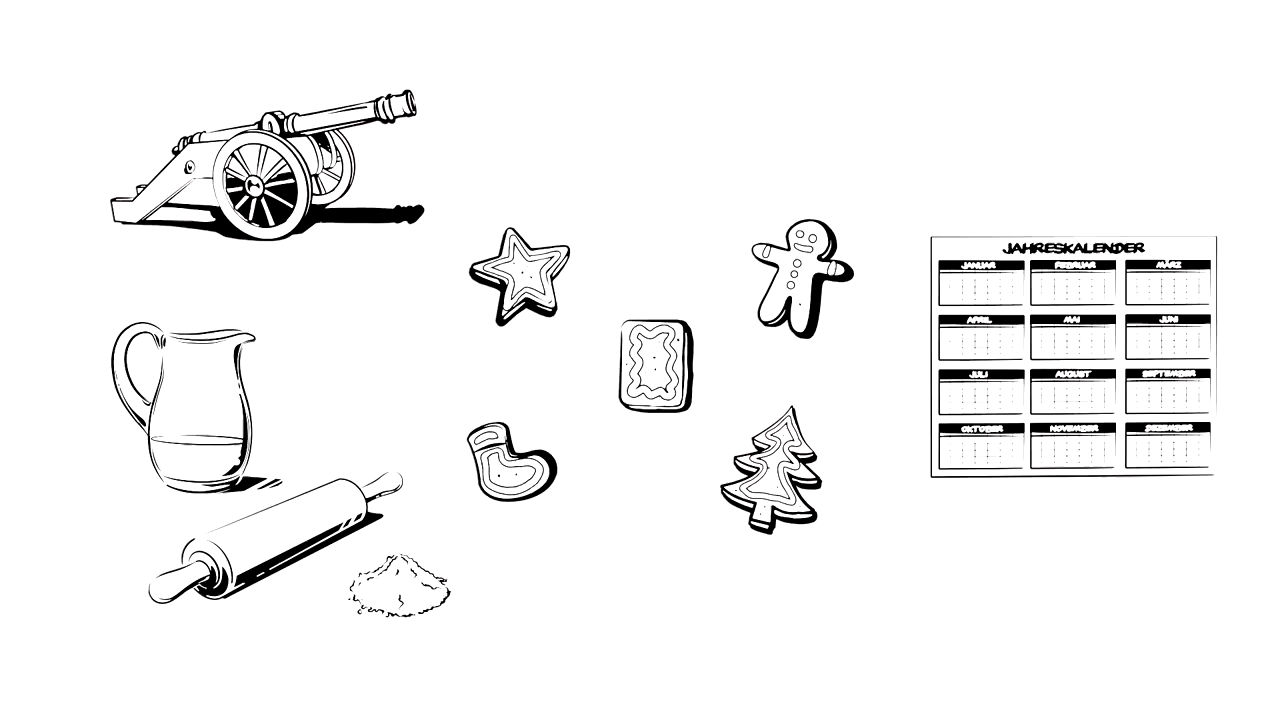 JAHRESKALENDER
JANUAR FEBRUAR MÄRZ
APRIL MAI JUNI
JULI AUGUST SEPTEMBER
OKTOBER NOVEMBER DEZEMBER